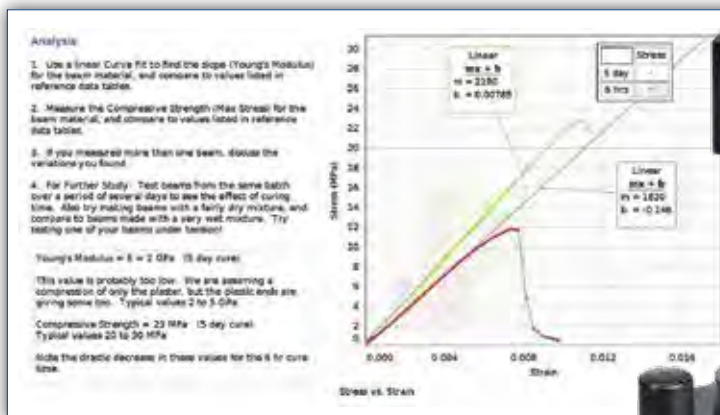 Analysis
1. Use a linear Curve Fit to find the slope (Young's Modulus)
for the beam material, and compare to values listed in
reference data tables.
2. Measure the Compressive Strength (Max Stress) for the
beam material, and compare to values listed in reference
data tables.
3. If you measured more than one beam, discuss the
variations you found.
4. For Further Study: Test beams from the same batch
over a period of several days to see the effect of curing
time. Also try making beams with a fairly dry mixture, and
compare to beams made with a very wet mixture. Try
testing one of your beams under tension!
Young's Modulus = E = 2 GPa (5 day cure)
This value is probably too low. We are assuming a
compression of only the plaster, but the plastic ends are
giving some too. Typical values 2 to 5 GPa
Compressive Strength = 23 MPa (5 day cure)
Typical values 20 to 30 MPa
Note the drastic decrease in these values for the 6 hr cure
time.
Stress (MPa)
30
28
26
24
22
20
18
16
14
12
10
8
6
4
2
0
Linear
mx + b
m = 2150
b = 0.00785
Stress
5 day
6 hrs
Linear
mx + b
m = 1820
b = -0.246
0.000 0.004 0.008 0.012 0.016
Strain
Stress vs. Strain